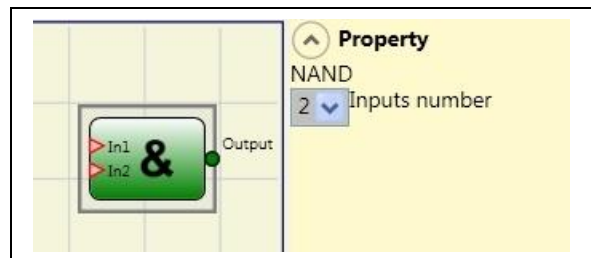 Property
NAND
2 Inputs number
In1
In2
&
Output